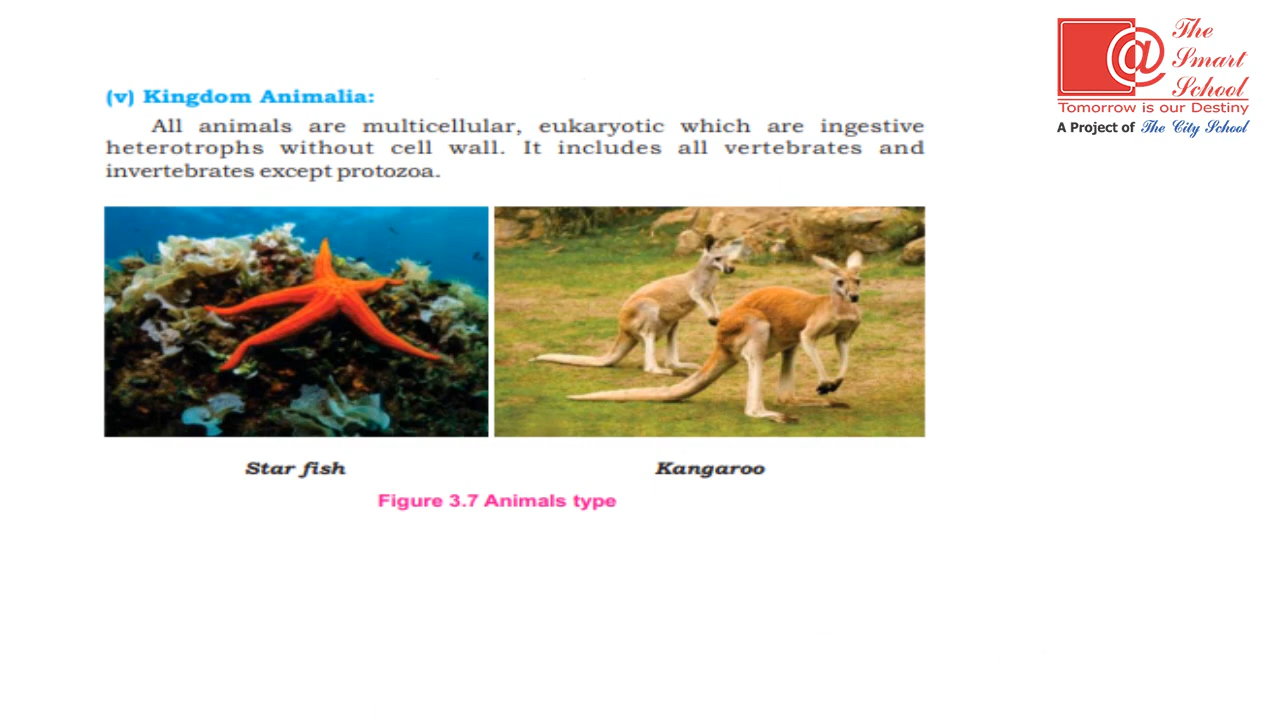 The
Smart
School
Tomorrow is our Destiny
A Project of The City School
(v) Kingdom Animalia:
All animals are multicellular, eukaryotic which are ingestive
heterotrophs without cell wall. It includes all vertebrates and
invertebrates except protozoa.
Star fish
Kangaroo
Figure 3.7 Animals type